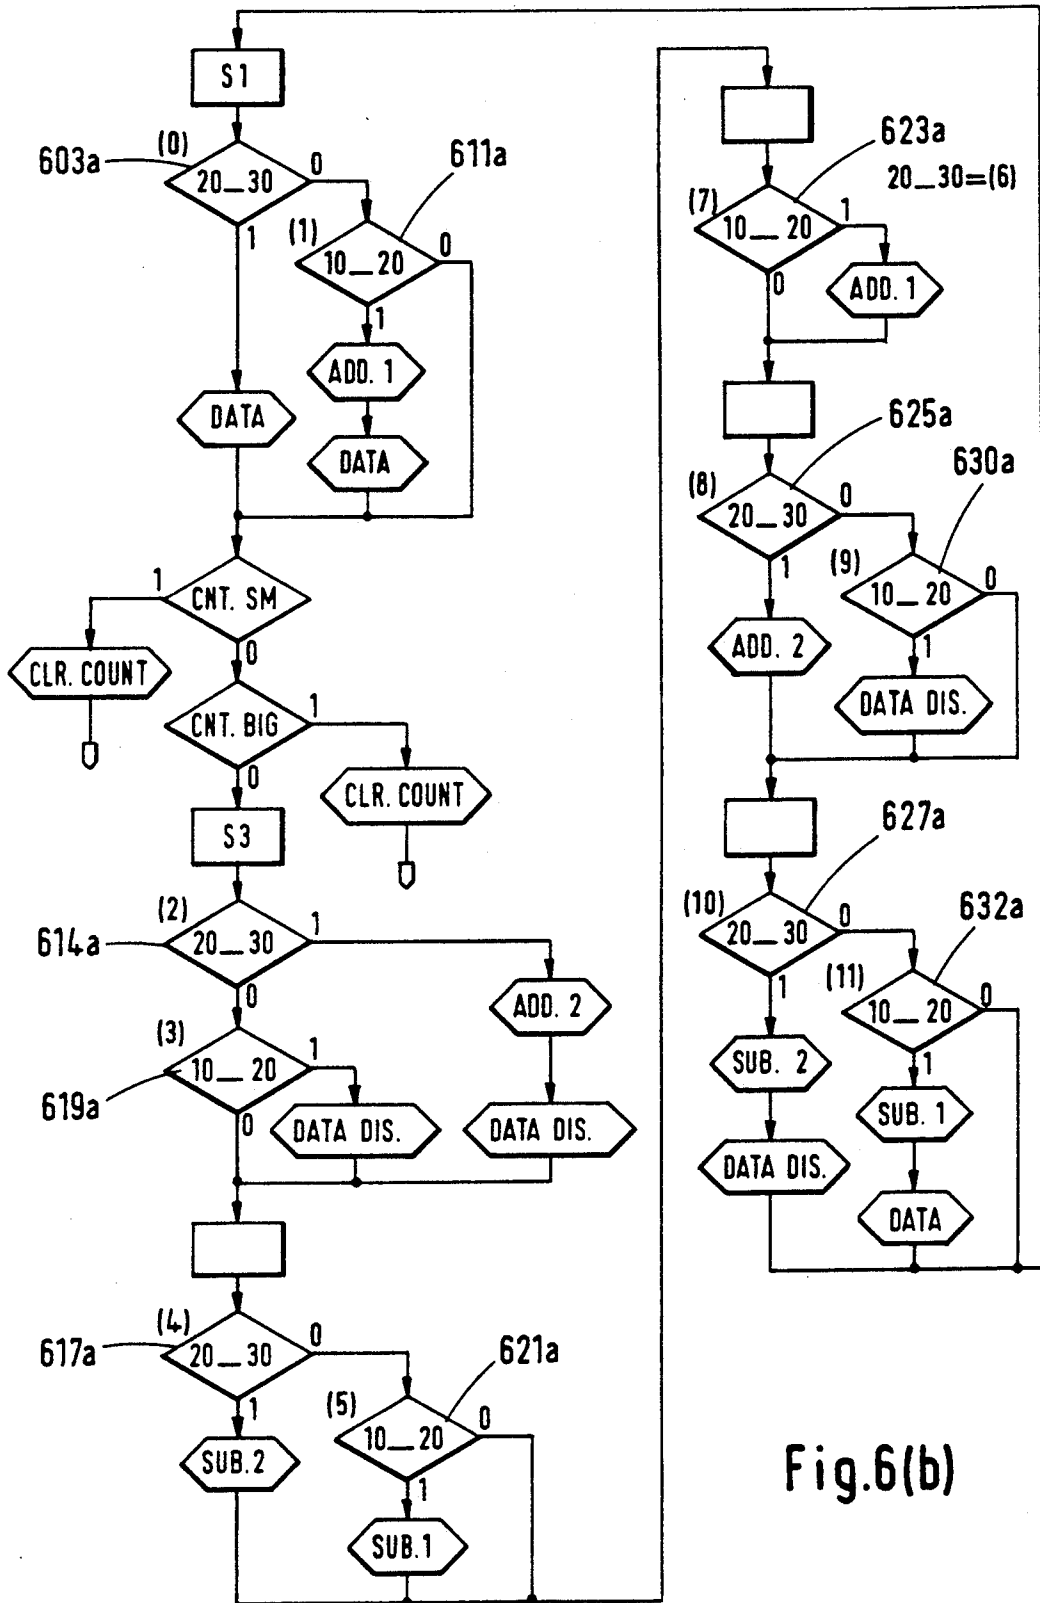 S1
603a
(0)
20_30
0
1
611a
(1)
10_20
0
1
ADD. 1
DATA
DATA
CNT. SM
1
0
CLR. COUNT
CNT. BIG
1
0
CLR. COUNT
S3
614a
(2)
20_30
1
0
ADD. 2
619a
(3)
10_20
1
0
DATA DIS.
DATA DIS.
617a
(4)
20_30
0
1
621a
(5)
10_20
0
1
SUB.2
SUB.1
623a
20_30=(6)
(7)
10_20
1
0
ADD. 1
625a
(8)
20_30
0
1
630a
(9)
10_20
0
1
ADD. 2
DATA DIS.
627a
(10)
20_30
0
1
632a
(11)
10_20
0
1
SUB. 2
SUB. 1
DATA DIS.
DATA
Fig.6(b)